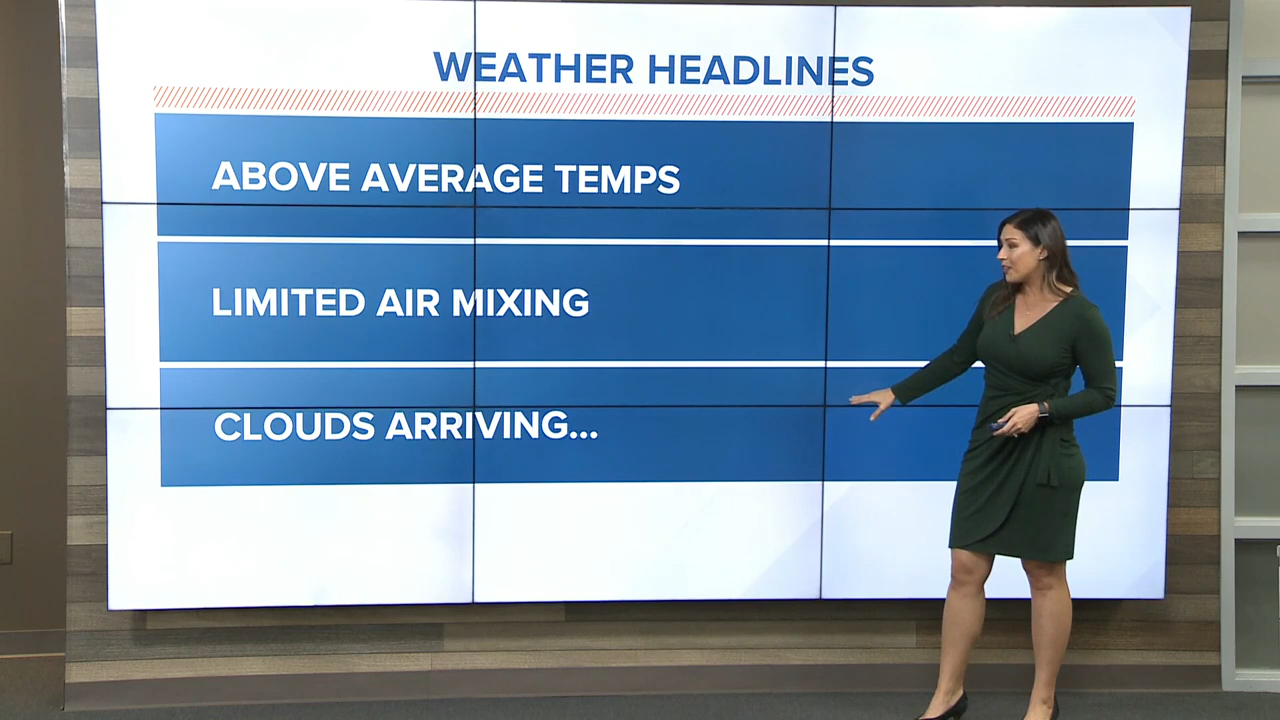 WEATHER HEADLINES
ABOVE AVERAGE TEMPS
LIMITED AIR MIXING
CLOUDS ARRIVING...